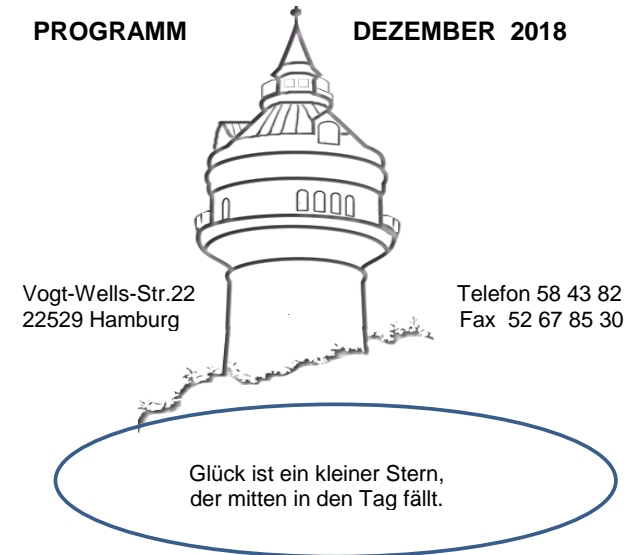 PROGRAMM DEZEMBER 2018
Vogt-Wells-Str.22 Telefon 58 43 82
22529 Hamburg Fax 52 67 85 30
Glück ist ein kleiner Stern,
der mitten in den Tag fällt.